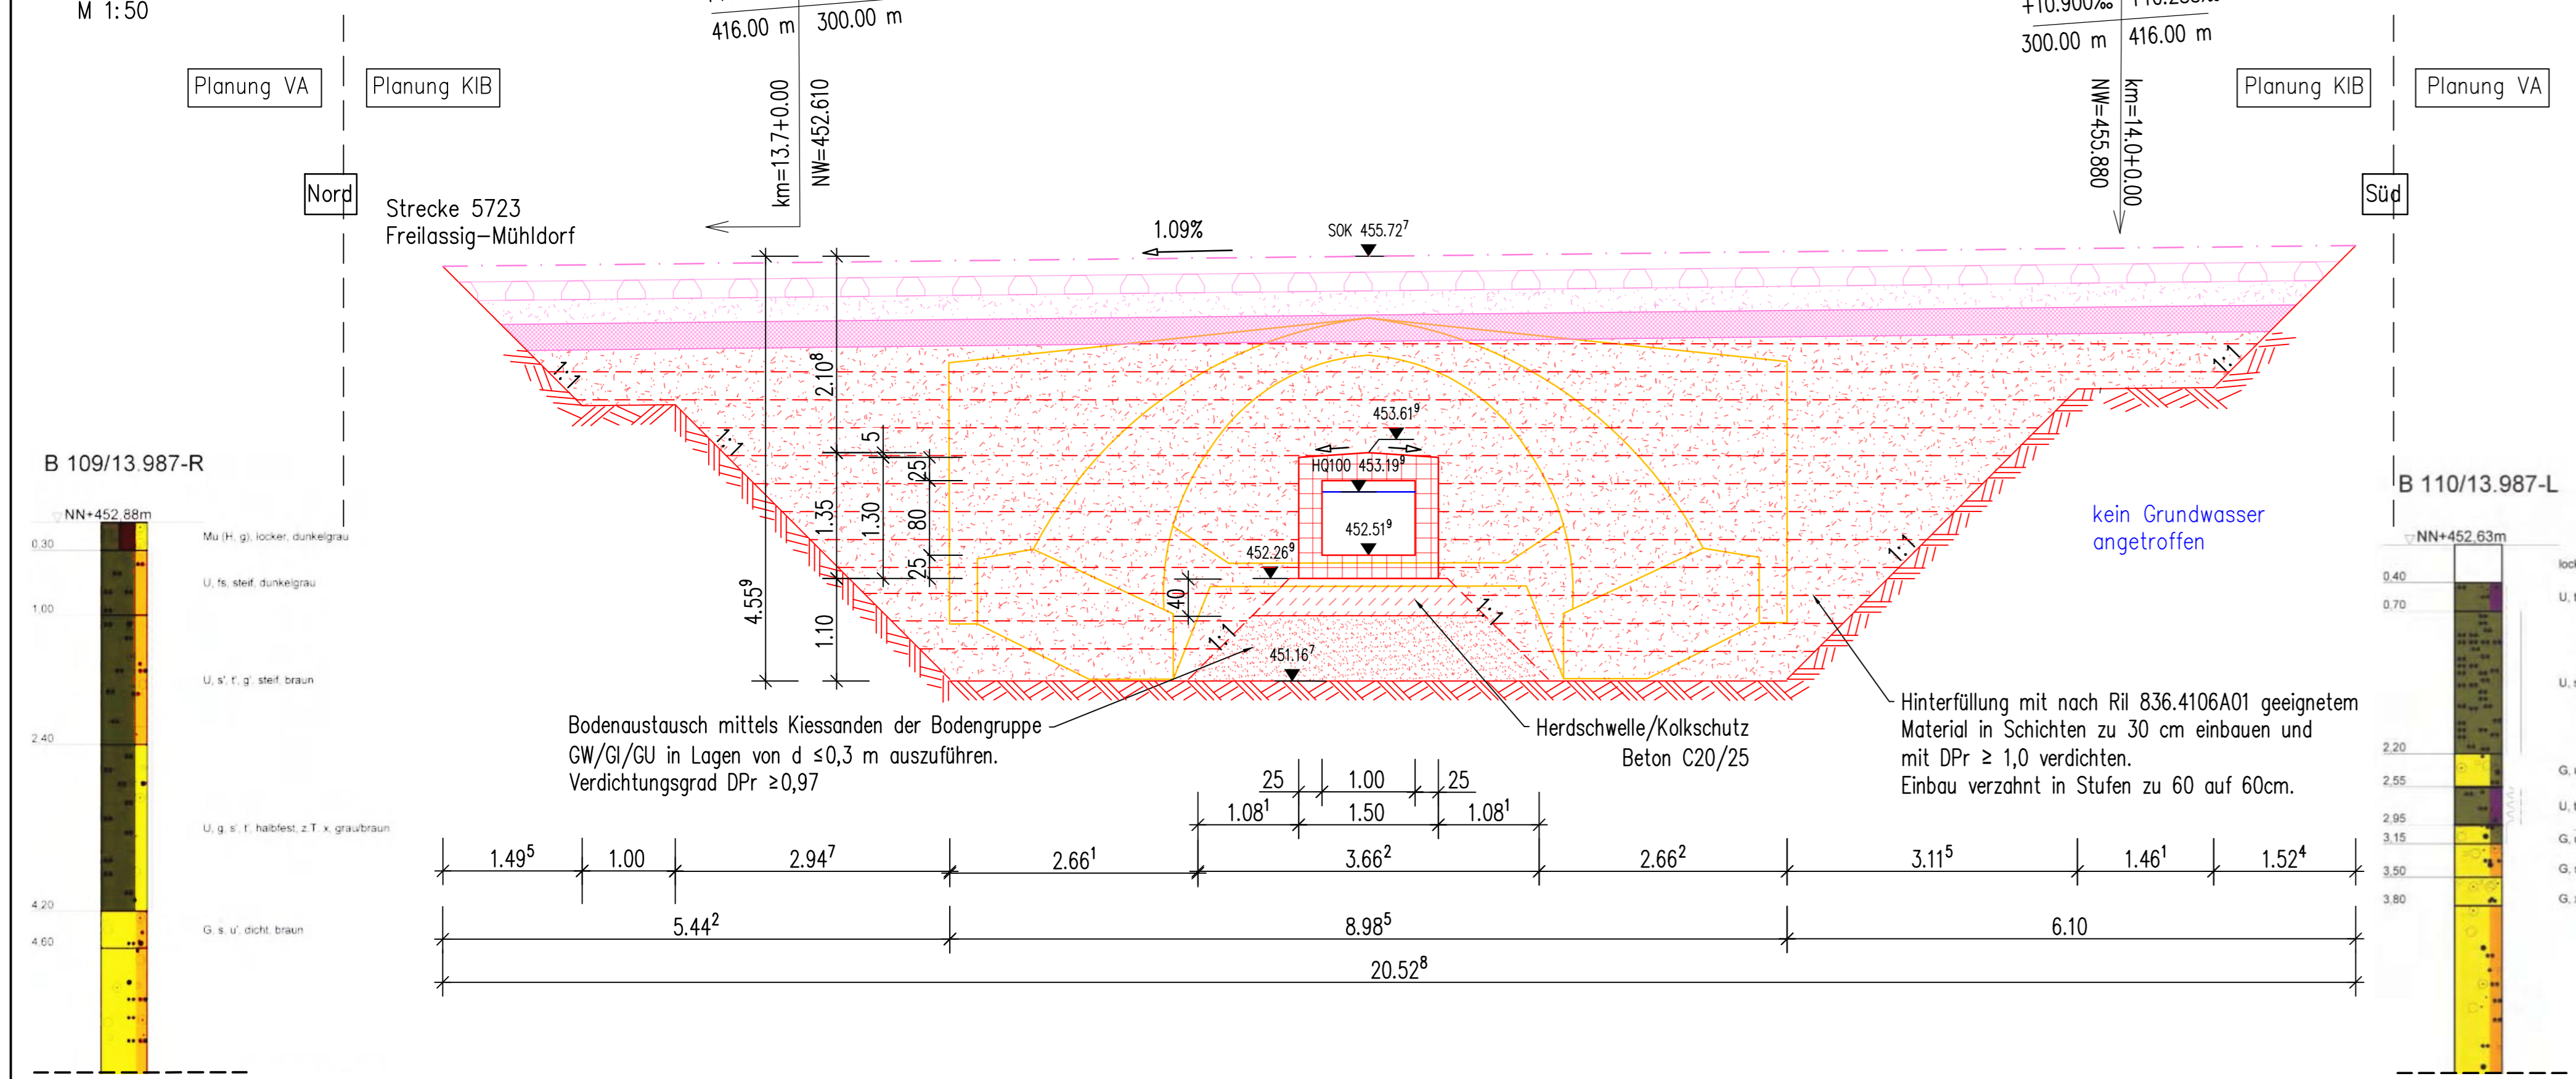 M 1:50
416.00 m 300.00 m
300.00 m 416.00 m
Planung VA
Planung KIB
Planung KIB
Planung VA
km=13.7+0.00
NW=452.610
km=14.0+0.00
NW=455.880
Nord
Süd
Strecke 5723
Freilassig-Mühldorf
1.09%
SOK 455.72⁷
1:1
1:1
1:1
1:1
1:1
1:1
4.55⁹
2.10⁸
1.35
1.10
5
1.30
25
80
25
40
453.61⁹
HQ100 453.19⁹
452.51⁹
452.26⁹
451.16⁷
kein Grundwasser
angetroffen
B 109/13.987-R
NN+452,88m
0.30
Mu (H, g), locker, dunkelgrau
U, fs, steif, dunkelgrau
1.00
U, s', t', g', steif, braun
2.40
U, g, s', t', halbfest, z.T. x, grau/braun
4,20
G, s, u', dicht, braun
4.60
B 110/13.987-L
NN+452,63m
0.40
0,70
2,20
2,55
2,95
3.15
3,50
3,80
Bodenaustausch mittels Kiessanden der Bodengruppe
GW/GI/GU in Lagen von d ≤0,3 m auszuführen.
Verdichtungsgrad DPr ≥0,97
Herdschwelle/Kolkschutz
Beton C20/25
Hinterfüllung mit nach Ril 836.4106A01 geeignetem
Material in Schichten zu 30 cm einbauen und
mit DPr ≥ 1,0 verdichten.
Einbau verzahnt in Stufen zu 60 auf 60cm.
25 1.00 25
1.08¹ 1.50 1.08¹
1.49⁵ 1.00 2.94⁷ 2.66¹ 3.66² 2.66² 3.11⁵ 1.46¹ 1.52⁴
5.44² 8.98⁵ 6.10
20.52⁸